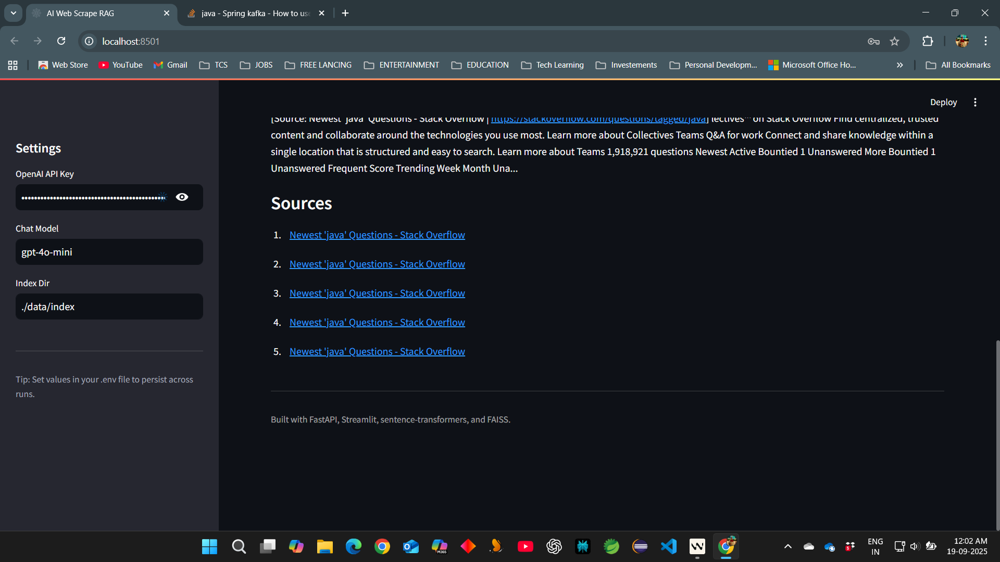 AI Web Scrape RAG
java - Spring kafka - How to use
localhost:8501
Web Store
YouTube
Gmail
TCS
JOBS
FREE LANCING
ENTERTAINMENT
EDUCATION
Tech Learning
Investements
Personal Developm...
Microsoft Office Ho...
All Bookmarks
Deploy
Settings
OpenAI API Key
Chat Model
gpt-4o-mini
Index Dir
./data/index
Tip: Set values in your .env file to persist across
runs.
[Source: Newest 'java' Questions - Stack Overflow | https://stackoverflow.com/questions/tagged/java] lectives™ on Stack Overflow Find centralized, trusted
content and collaborate around the technologies you use most. Learn more about Collectives Teams Q&A for work Connect and share knowledge within a
single location that is structured and easy to search. Learn more about Teams 1,918,921 questions Newest Active Bountied 1 Unanswered More Bountied 1
Unanswered Frequent Score Trending Week Month Una...
Sources
1. Newest 'java' Questions - Stack Overflow
2. Newest 'java' Questions - Stack Overflow
3. Newest 'java' Questions - Stack Overflow
4. Newest 'java' Questions - Stack Overflow
5. Newest 'java' Questions - Stack Overflow
Built with FastAPI, Streamlit, sentence-transformers, and FAISS.
M365
5
ENG
IN
12:02 AM
19-09-2025